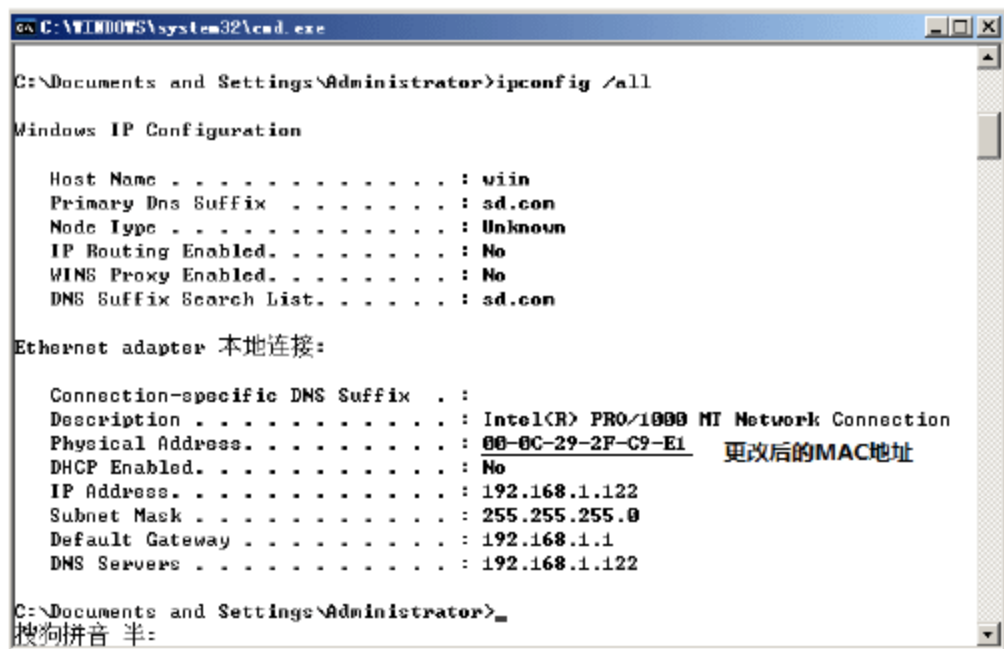 C:\WINDOWS\system32\cmd.exe
C:\Documents and Settings\Administrator>ipconfig /all
Windows IP Configuration
Host Name . . . . . . . . . . . . : wiin
Primary Dns Suffix . . . . . . . : sd.com
Node Type . . . . . . . . . . . . : Unknown
IP Routing Enabled. . . . . . . . : No
WINS Proxy Enabled. . . . . . . . : No
DNS Suffix Search List. . . . . . : sd.com
Ethernet adapter 本地连接:
Connection-specific DNS Suffix . :
Description . . . . . . . . . . . : Intel(R) PRO/1000 MT Network Connection
Physical Address. . . . . . . . . : 00-0C-29-2F-C9-E1 更改后的MAC地址
DHCP Enabled. . . . . . . . . . . : No
IP Address. . . . . . . . . . . . : 192.168.1.122
Subnet Mask . . . . . . . . . . . : 255.255.255.0
Default Gateway . . . . . . . . . : 192.168.1.1
DNS Servers . . . . . . . . . . . : 192.168.1.122
C:\Documents and Settings\Administrator>_
搜狗拼音 半: